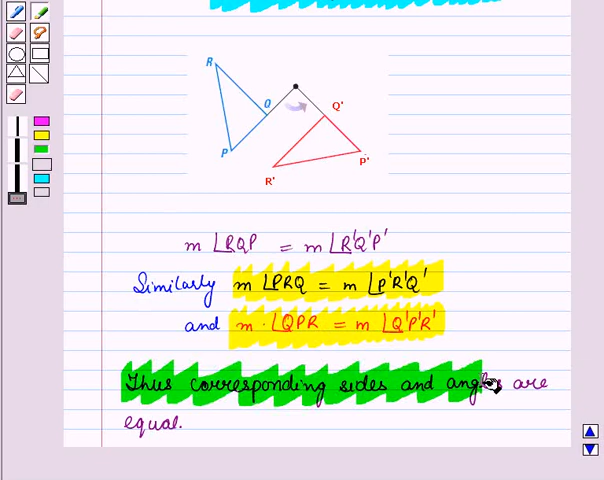 R
Q
Q'
P
P'
R'
m ∠RQP = m ∠R'Q'P'
Similarly m ∠PRQ = m ∠P'R'Q'
and m·∠QPR = m ∠Q'P'R'
Thus corresponding sides and angles are
equal.